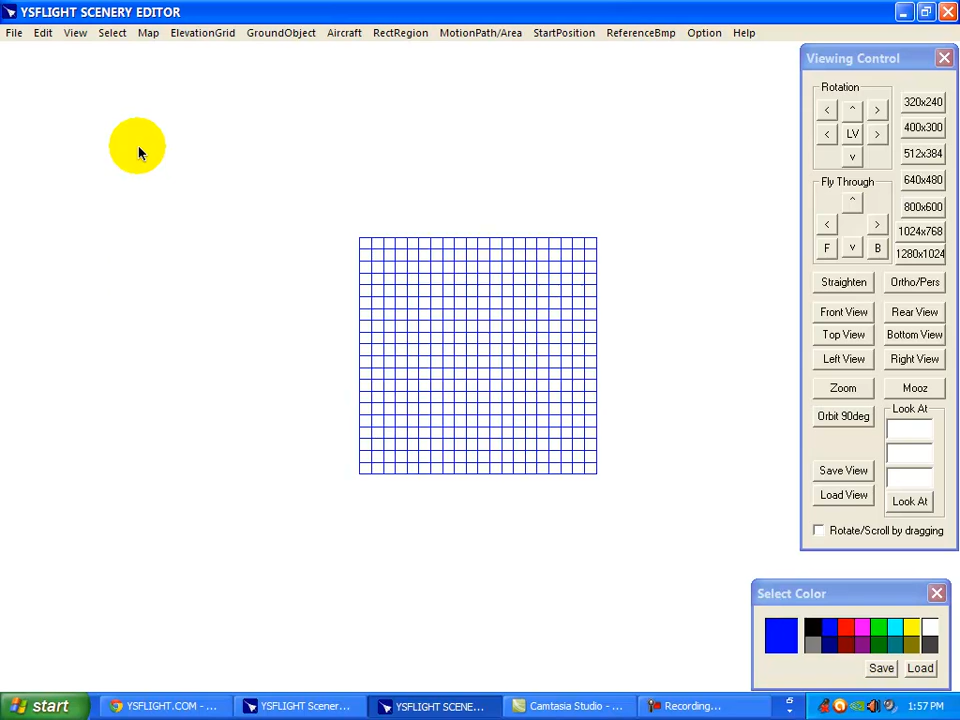 YSFLIGHT SCENERY EDITOR
File Edit View Select Map ElevationGrid GroundObject Aircraft RectRegion MotionPath/Area StartPosition ReferenceBmp Option Help
Viewing Control
Rotation
< ^ >
< LV >
v
320x240
400x300
512x384
640x480
800x600
1024x768
1280x1024
Fly Through
^
< >
F v B
Straighten Ortho/Pers
Front View Rear View
Top View Bottom View
Left View Right View
Zoom Mooz
Orbit 90deg
Look At
Save View
Load View
Look At
Rotate/Scroll by dragging
Select Color
Save Load
start YSFLIGHT.COM - ... YSFLIGHT Scener... YSFLIGHT SCENE... Camtasia Studio - ... Recording... 1:57 PM